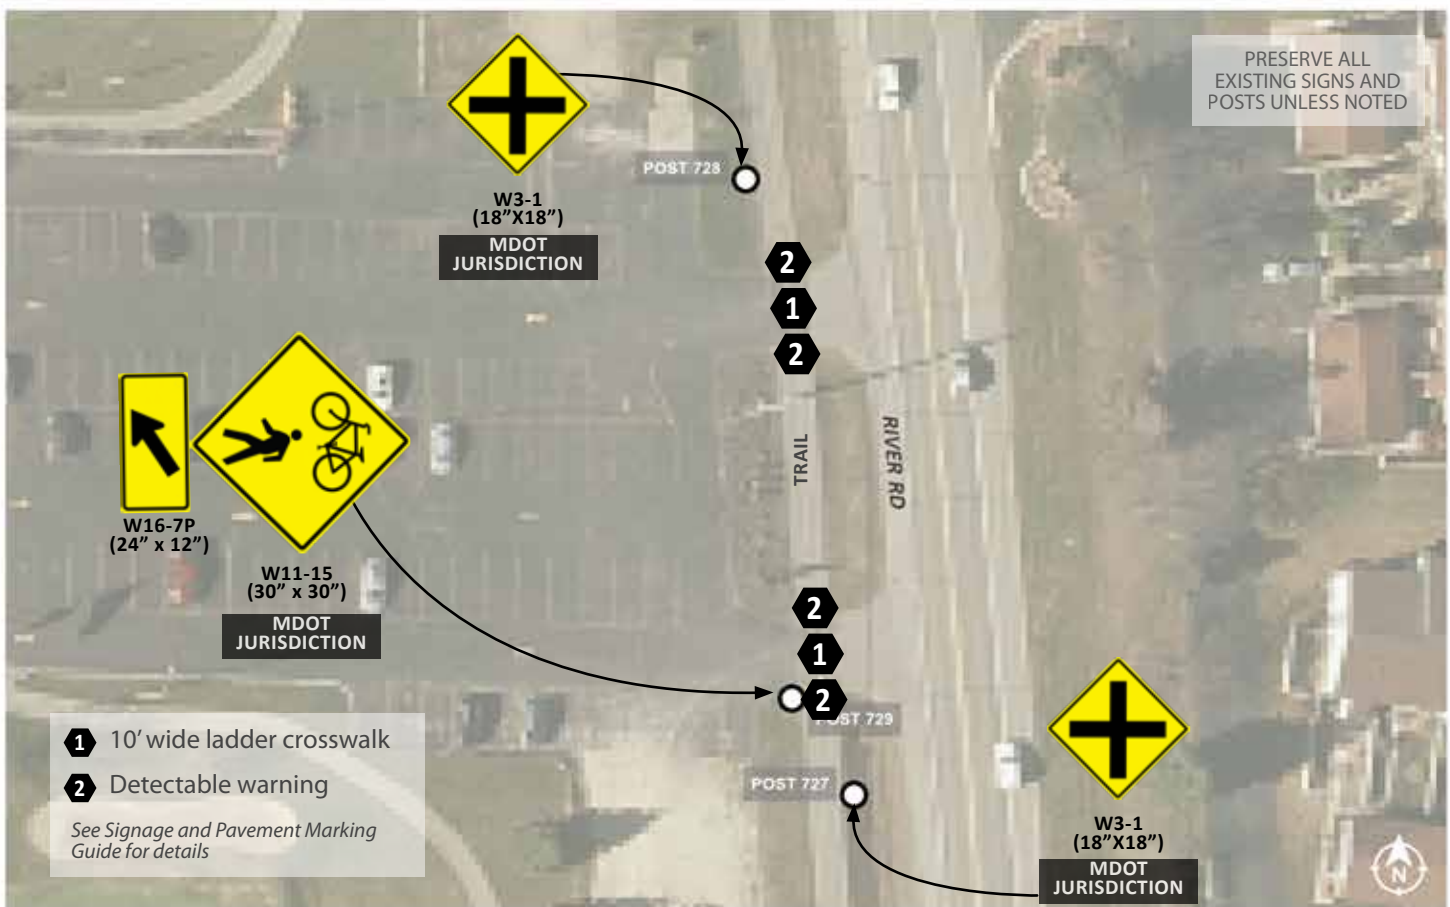 PRESERVE ALL
EXISTING SIGNS AND
POSTS UNLESS NOTED
POST 728
W3-1
(18”X18”)
MDOT
JURISDICTION
2
1
2
TRAIL
RIVER RD
W16-7P
(24” x 12”)
W11-15
(30” x 30”)
MDOT
JURISDICTION
2
1
2
POST 729
POST 727
1 10’ wide ladder crosswalk
2 Detectable warning
See Signage and Pavement Marking
Guide for details
W3-1
(18”X18”)
MDOT
JURISDICTION
N